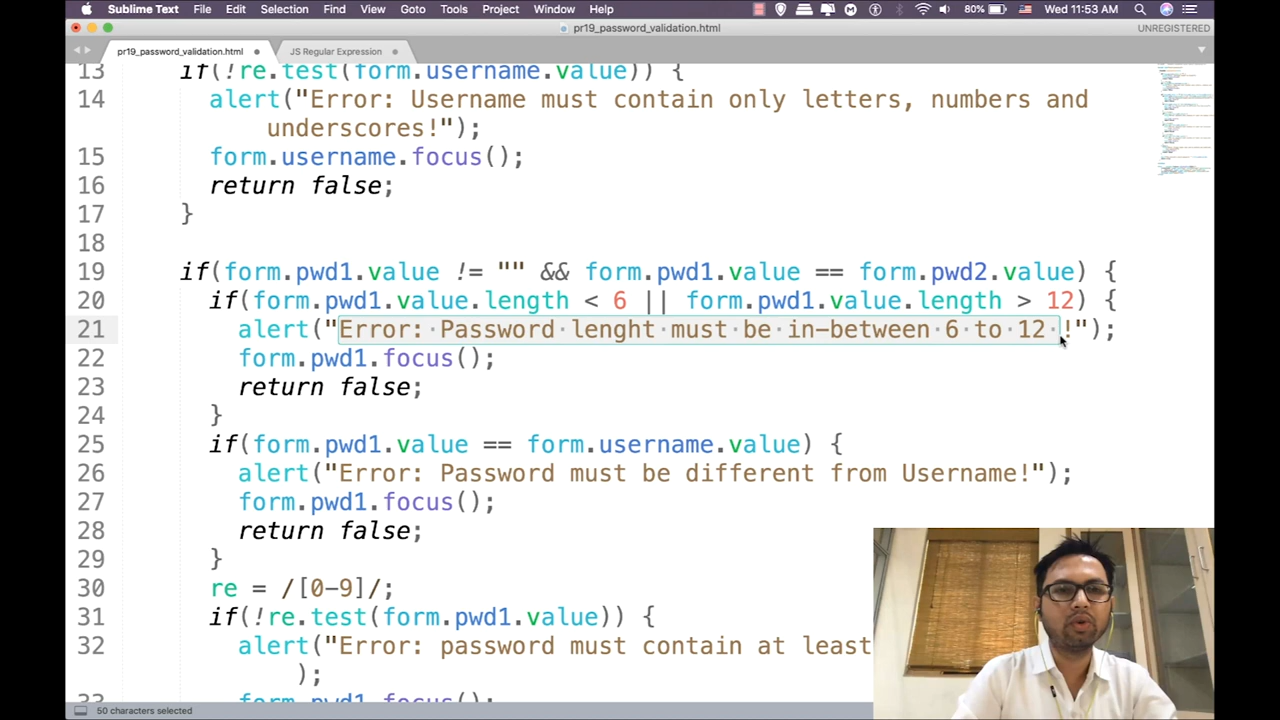 Sublime Text File Edit Selection Find View Goto Tools Project Window Help 80% Wed 11:53 AM
pr19_password_validation.html UNREGISTERED
pr19_password_validation.html JS Regular Expression
13 if(!re.test(form.username.value)) {
14 alert("Error: Username must contain only letters, numbers and
underscores!");
15 form.username.focus();
16 return false;
17 }
18
19 if(form.pwd1.value != "" && form.pwd1.value == form.pwd2.value) {
20 if(form.pwd1.value.length < 6 || form.pwd1.value.length > 12) {
21 alert("Error: Password lenght must be in-between 6 to 12 !");
22 form.pwd1.focus();
23 return false;
24 }
25 if(form.pwd1.value == form.username.value) {
26 alert("Error: Password must be different from Username!");
27 form.pwd1.focus();
28 return false;
29 }
30 re = /[0-9]/;
31 if(!re.test(form.pwd1.value)) {
32 alert("Error: password must contain at least
);
33 form.pwd1.focus();
50 characters selected